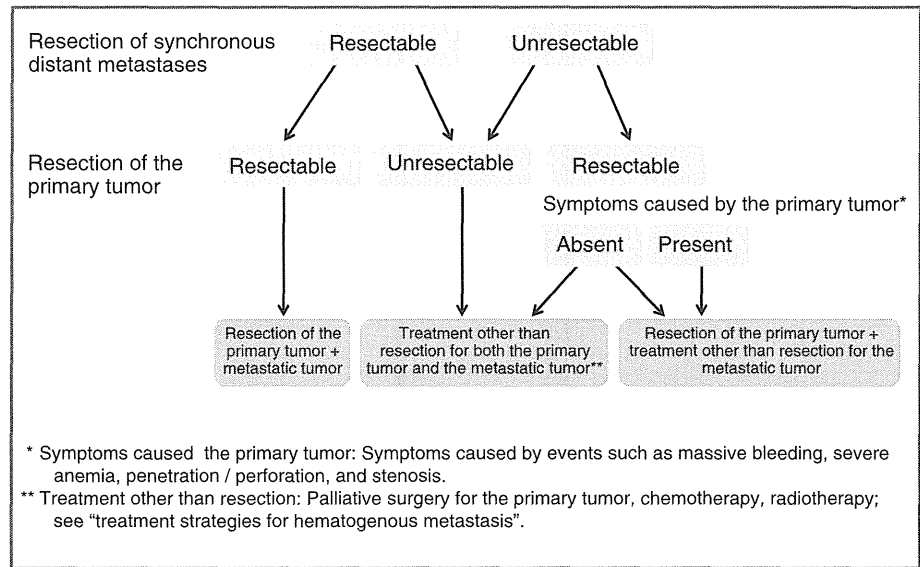 Resection of synchronous
distant metastases
Resectable
Unresectable
Resection of the
primary tumor
Resectable
Unresectable
Resectable
Symptoms caused by the primary tumor*
Absent
Present
Resection of the
primary tumor +
metastatic tumor
Treatment other than
resection for both the primary
tumor and the metastatic tumor**
Resection of the primary tumor +
treatment other than resection for the
metastatic tumor
* Symptoms caused the primary tumor: Symptoms caused by events such as massive bleeding, severe
anemia, penetration / perforation, and stenosis.
** Treatment other than resection: Palliative surgery for the primary tumor, chemotherapy, radiotherapy;
see “treatment strategies for hematogenous metastasis”.